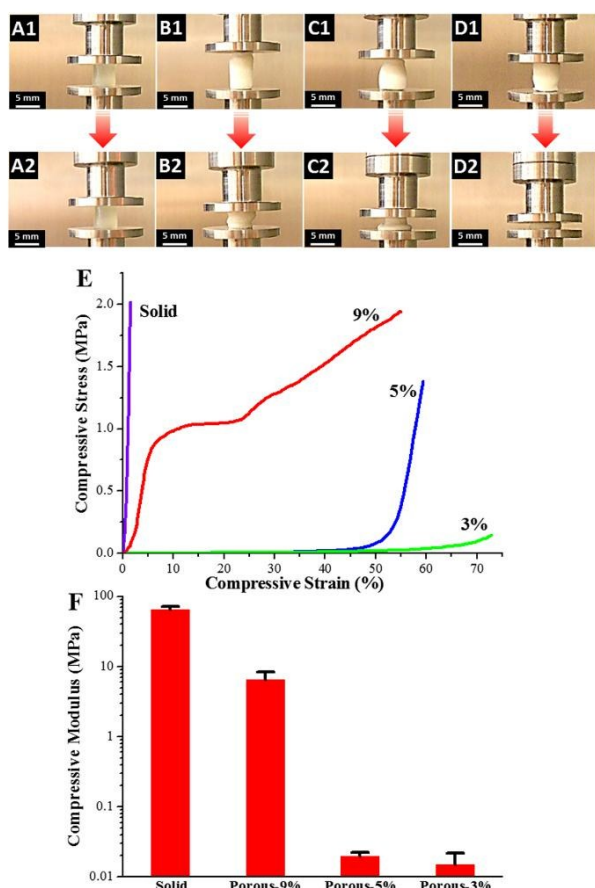 A1 B1 C1 D1
5 mm 5 mm 5 mm 5 mm
A2 B2 C2 D2
5 mm 5 mm 5 mm 5 mm
E
Compressive Stress (MPa)
2.0
1.5
1.0
0.5
0.0
Solid
9%
5%
3%
0 10 20 30 40 50 60 70
Compressive Strain (%)
F
Compressive Modulus (MPa)
100
10
1
0.1
0.01
Solid Porous-9% Porous-5% Porous-3%